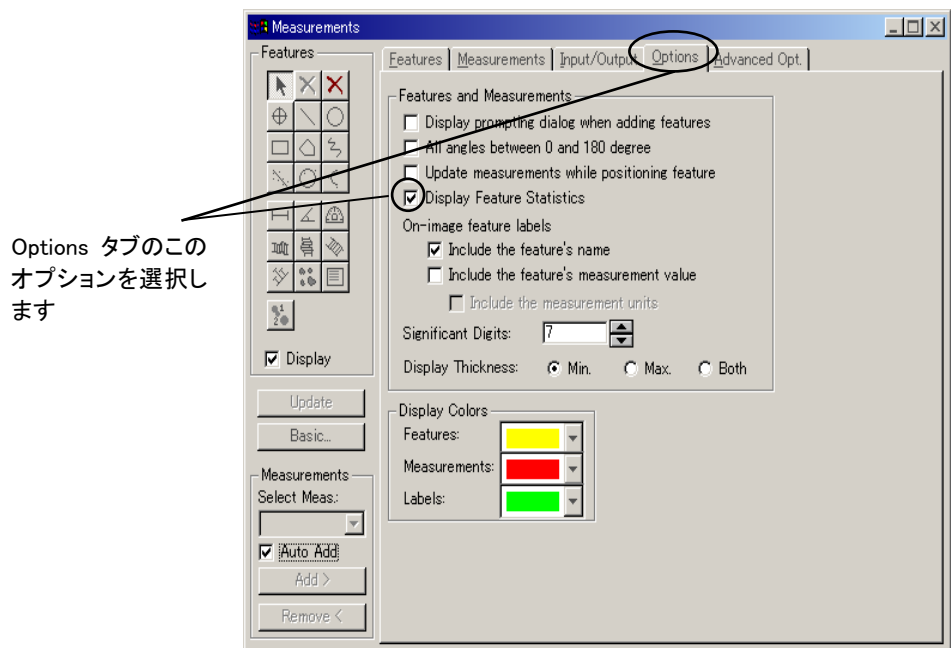 Measurements
Features
Features Measurements Input/Output Options Advanced Opt.
Features and Measurements
Display prompting dialog when adding features
All angles between 0 and 180 degree
Update measurements while positioning feature
Display Feature Statistics
On-image feature labels
Include the feature's name
Include the feature's measurement value
Include the measurement units
Significant Digits: 7
Display Thickness: Min. Max. Both
Display
Update
Basic...
Display Colors
Features:
Measurements:
Labels:
Measurements
Select Meas.:
Auto Add
Add >
Remove <
Options タブのこの
オプションを選択し
ます